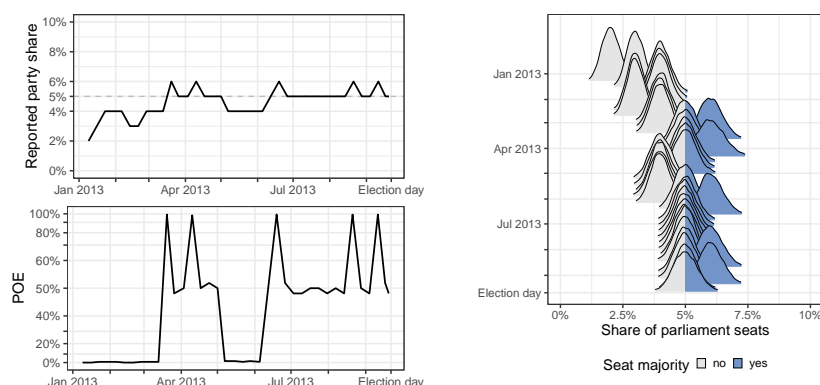 10%
8%
6%
5%
4%
2%
0%
Reported party share
Jan 2013 Apr 2013 Jul 2013 Election day
100%
80%
50%
40%
20%
0%
POE
Jan 2013 Apr 2013 Jul 2013 Election day
Jan 2013
Apr 2013
Jul 2013
Election day
0% 2.5% 5% 7.5% 10%
Share of parliament seats
Seat majority no yes